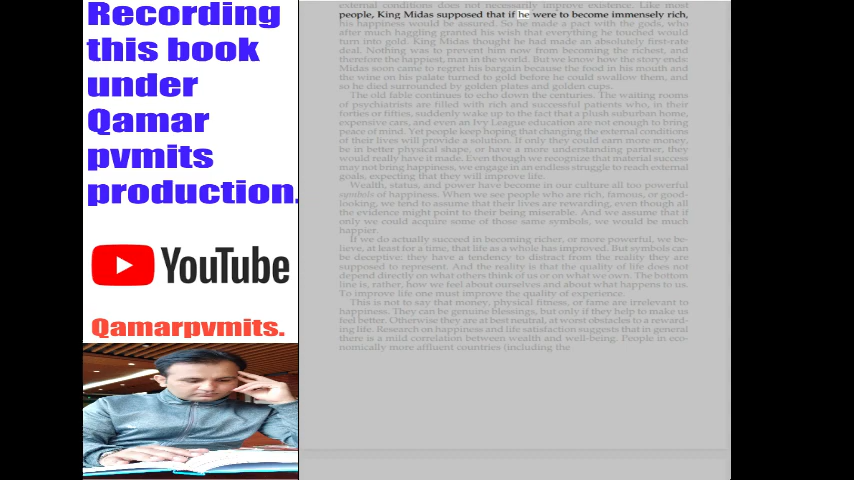 Recording
this book
under
Qamar
pvmits
production.
YouTube
Qamarpvmits.
external conditions does not necessarily improve existence. Like most
people, King Midas supposed that if he were to become immensely rich,
his happiness would be assured. So he made a pact with the gods, who
after much haggling granted his wish that everything he touched would
turn into gold. King Midas thought he had made an absolutely first-rate
deal. Nothing was to prevent him now from becoming the richest, and
therefore the happiest, man in the world. But we know how the story ends:
Midas soon came to regret his bargain because the food in his mouth and
the wine on his palate turned to gold before he could swallow them, and
so he died surrounded by golden plates and golden cups.
The old fable continues to echo down the centuries. The waiting rooms
of psychiatrists are filled with rich and successful patients who, in their
forties or fifties, suddenly wake up to the fact that a plush suburban home,
expensive cars, and even an Ivy League education are not enough to bring
peace of mind. Yet people keep hoping that changing the external conditions
of their lives will provide a solution. If only they could earn more money,
be in better physical shape, or have a more understanding partner, they
would really have it made. Even though we recognize that material success
may not bring happiness, we engage in an endless struggle to reach external
goals, expecting that they will improve life.
Wealth, status, and power have become in our culture all too powerful
symbols of happiness. When we see people who are rich, famous, or good-
looking, we tend to assume that their lives are rewarding, even though all
the evidence might point to their being miserable. And we assume that if
only we could acquire some of those same symbols, we would be much
happier.
If we do actually succeed in becoming richer, or more powerful, we be-
lieve, at least for a time, that life as a whole has improved. But symbols can
be deceptive: they have a tendency to distract from the reality they are
supposed to represent. And the reality is that the quality of life does not
depend directly on what others think of us or on what we own. The bottom
line is, rather, how we feel about ourselves and about what happens to us.
To improve life one must improve the quality of experience.
This is not to say that money, physical fitness, or fame are irrelevant to
happiness. They can be genuine blessings, but only if they help to make us
feel better. Otherwise they are at best neutral, at worst obstacles to a reward-
ing life. Research on happiness and life satisfaction suggests that in general
there is a mild correlation between wealth and well-being. People in eco-
nomically more affluent countries (including the